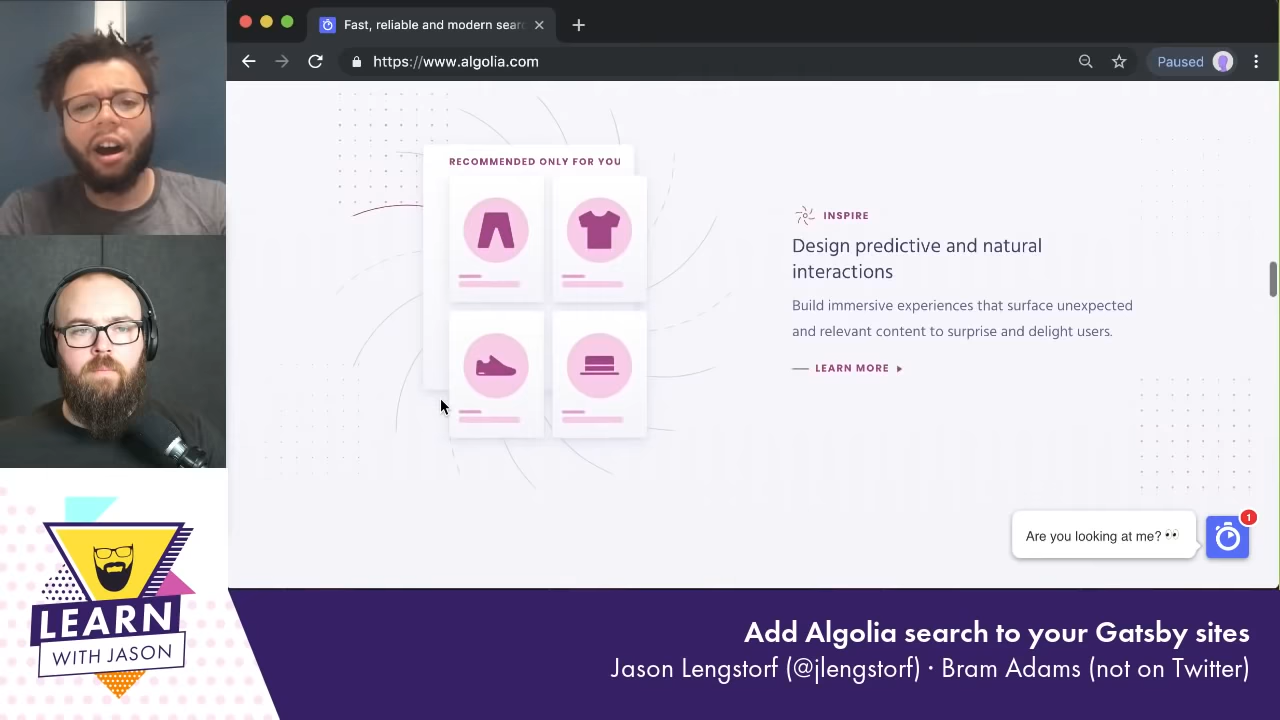 Fast, reliable and modern sear
https://www.algolia.com
Paused
RECOMMENDED ONLY FOR YOU
INSPIRE
Design predictive and natural
interactions
Build immersive experiences that surface unexpected
and relevant content to surprise and delight users.
LEARN MORE
Are you looking at me? 👀
1
LEARN
WITH JASON
Add Algolia search to your Gatsby sites
Jason Lengstorf (@jlengstorf) · Bram Adams (not on Twitter)